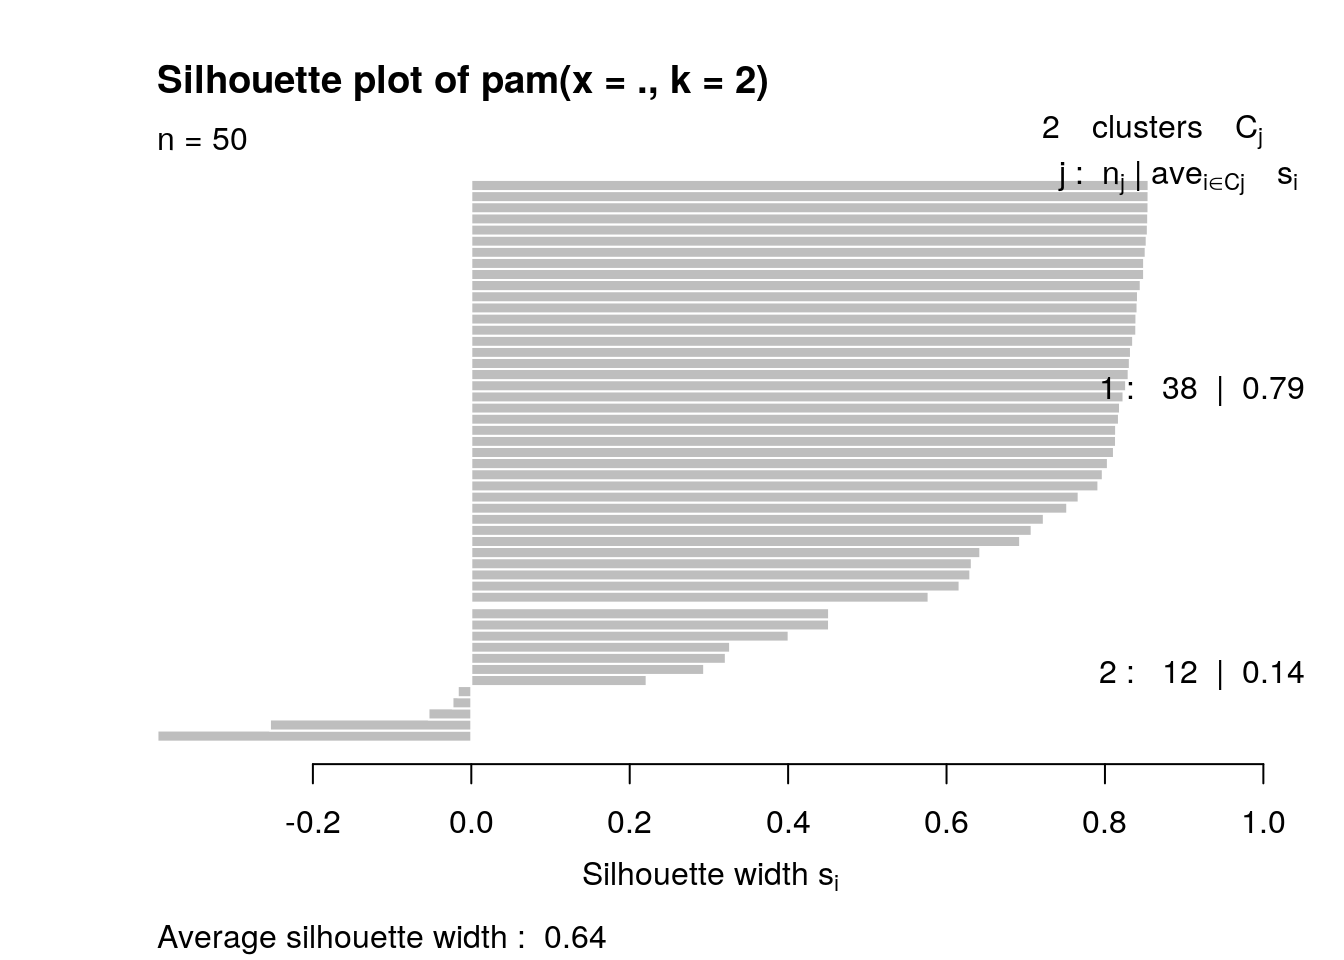 Silhouette plot of pam(x = ., k = 2)
n = 50
2 clusters Cj
j : nj | avei∈Cj si
1 : 38 | 0.79
2 : 12 | 0.14
-0.2 0.0 0.2 0.4 0.6 0.8 1.0
Silhouette width si
Average silhouette width : 0.64